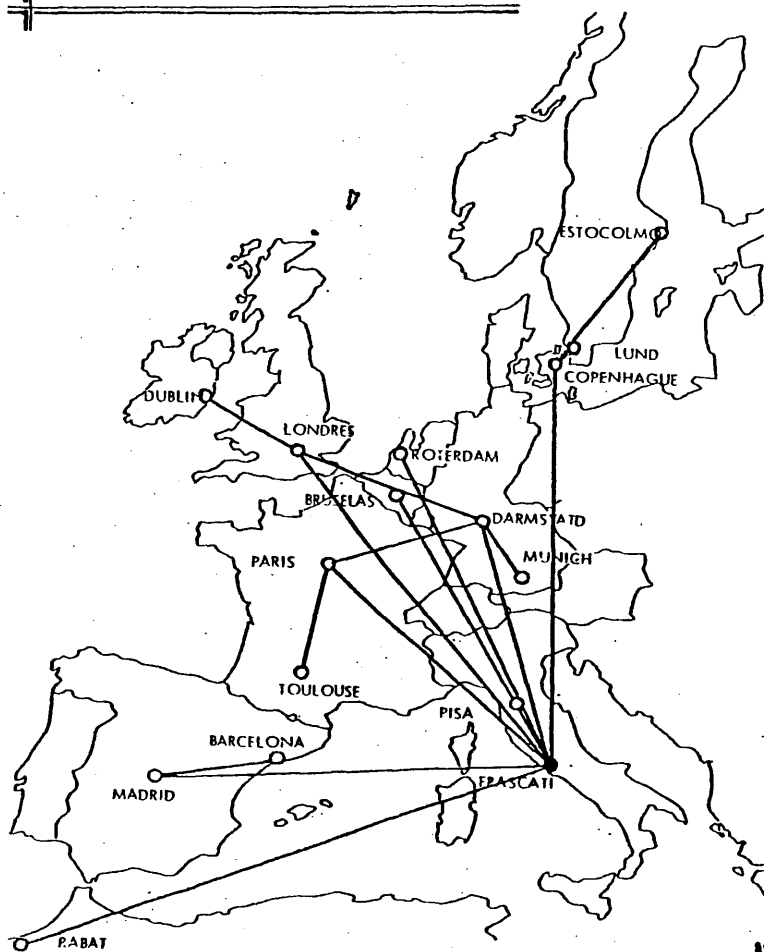 ESTOCOLMO
LUND
COPENHAGUE
DUBLIN
LONDRES
ROTERDAM
BRUSELAS
DARMSTATD
PARIS
MUNICH
TOULOUSE
PISA
BARCELONA
FRASCATI
MADRID
RABAT